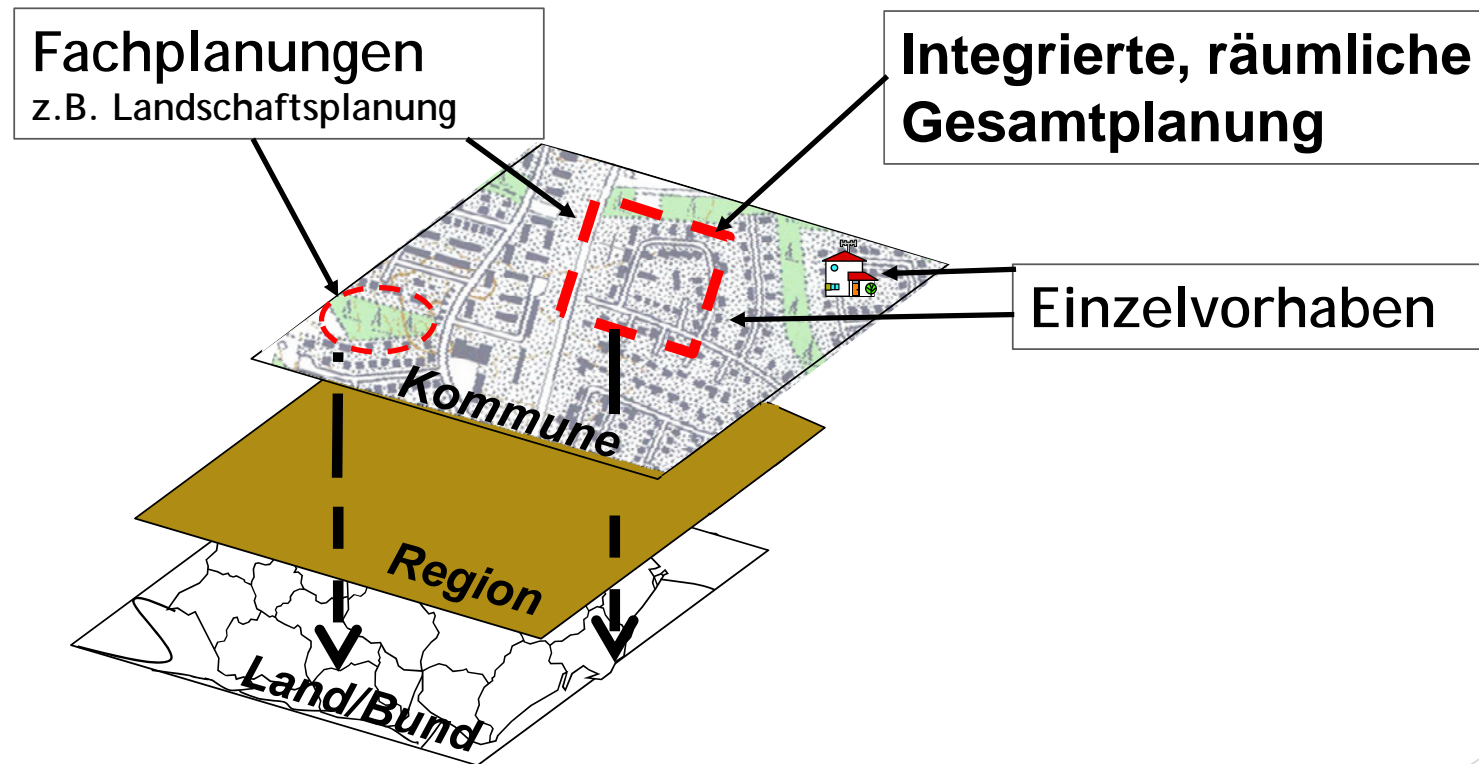 Fachplanungen
z.B. Landschaftsplanung
Integrierte, räumliche
Gesamtplanung
Einzelvorhaben
Kommune
Region
Land/Bund